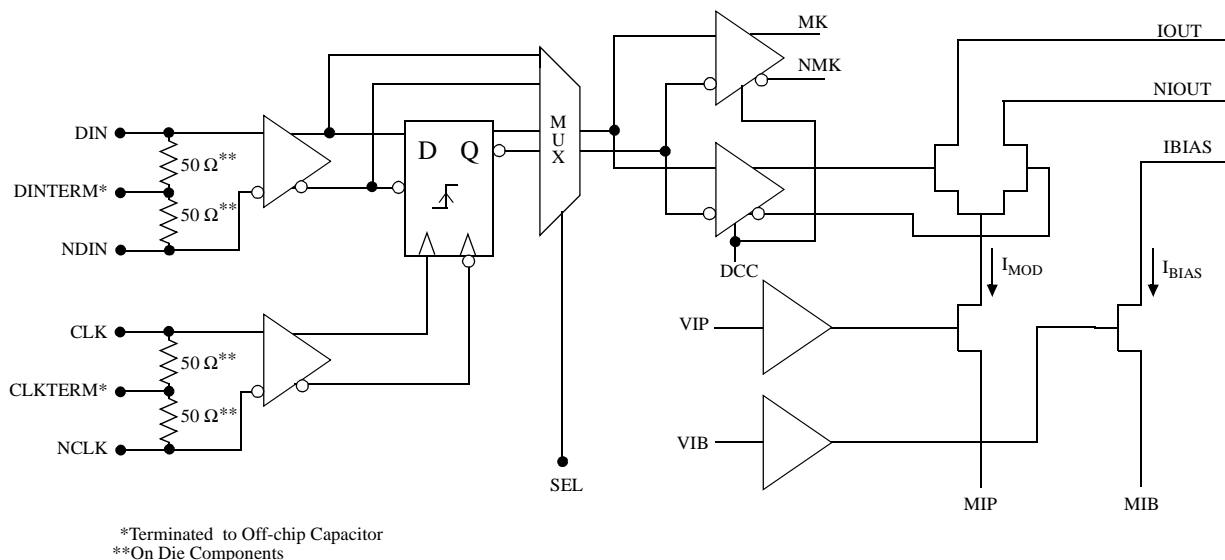 MK
IOUT
NMK
NIOUT
DIN
50 Ω**
D Q
MUX
IBIAS
DINTERM*
50 Ω**
NDIN
DCC
IMOD
IBIAS
CLK
VIP
50 Ω**
CLKTERM*
50 Ω**
NCLK
VIB
SEL
MIP
MIB
*Terminated to Off-chip Capacitor
**On Die Components